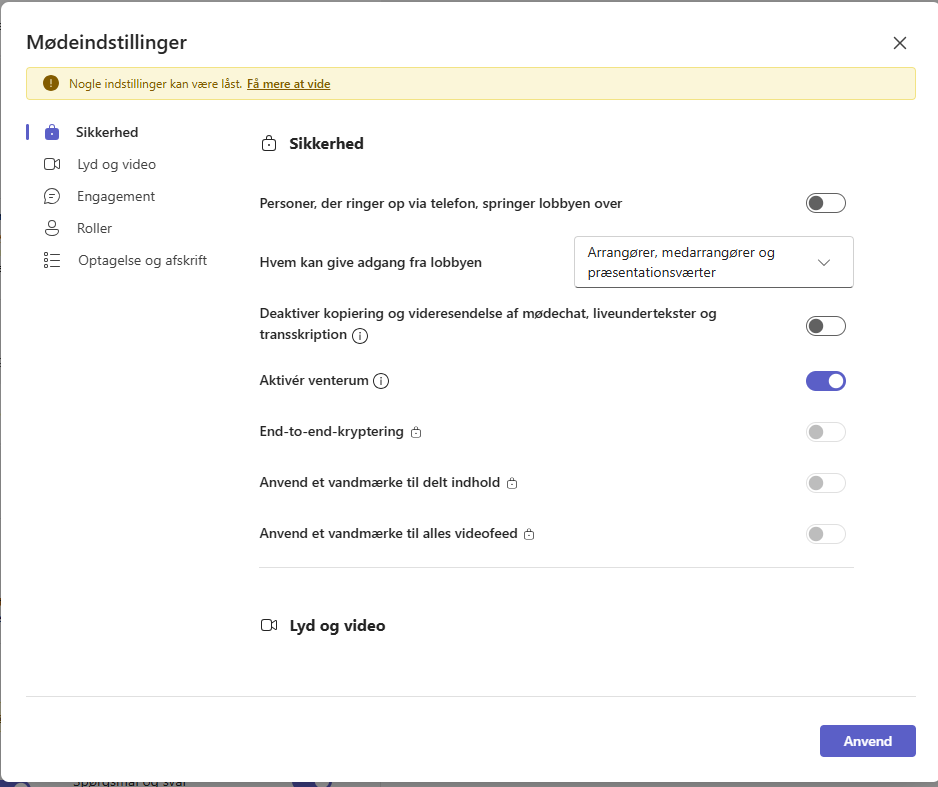 Mødeindstillinger
Nogle indstillinger kan være låst. Få mere at vide
Sikkerhed
Lyd og video
Engagement
Roller
Optagelse og afskrift
Sikkerhed
Personer, der ringer op via telefon, springer lobbyen over
Hvem kan give adgang fra lobbyen
Arrangører, medarrangører og
præsentationsværter
Deaktiver kopiering og videresendelse af mødechat, liveundertekster og
transskription
Aktivér venterum
End-to-end-kryptering
Anvend et vandmærke til delt indhold
Anvend et vandmærke til alles videofeed
Lyd og video
Anvend
Spørgsmål og svar